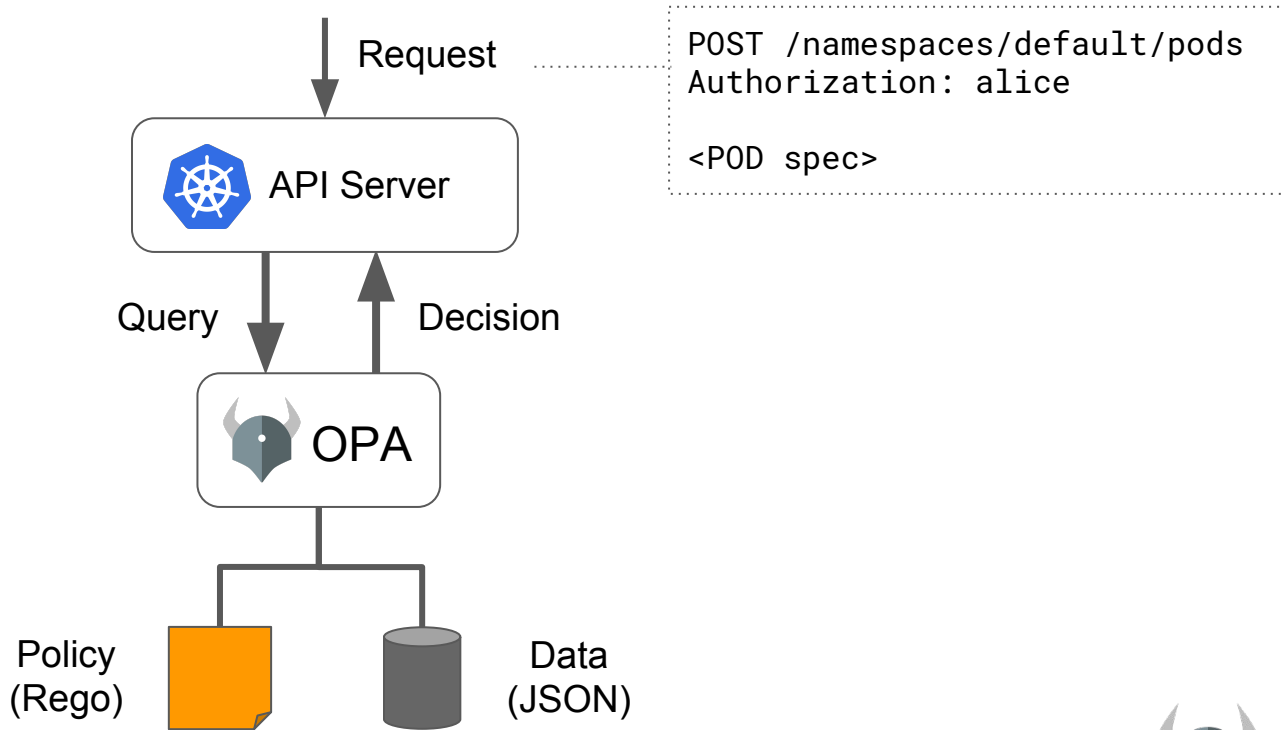 Request
POST /namespaces/default/pods
Authorization: alice
<POD spec>
API Server
Query
Decision
OPA
Policy
(Rego)
Data
(JSON)